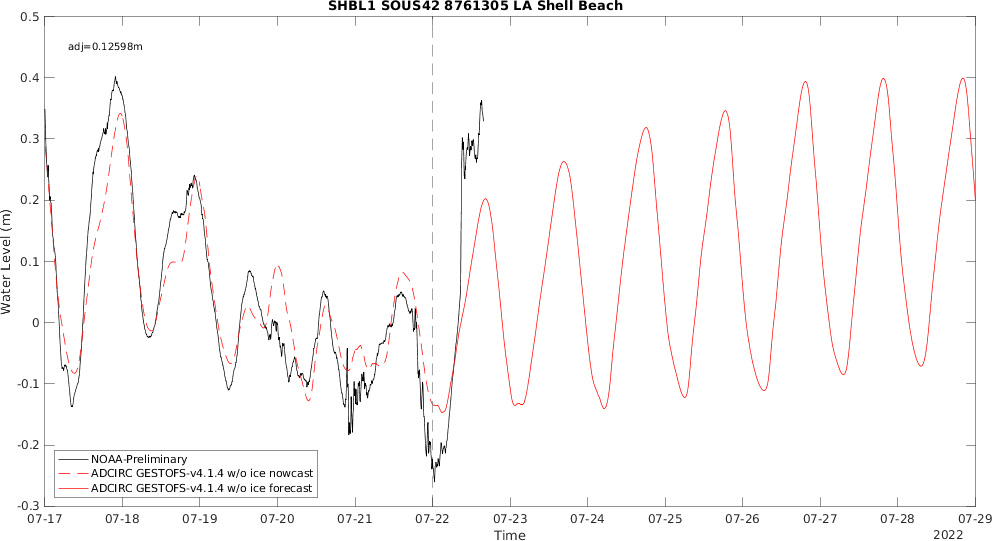 SHBL1 SOUS42 8761305 LA Shell Beach
adj=0.12598m
Water Level (m)
0.5
0.4
0.3
0.2
0.1
0
-0.1
-0.2
-0.3
NOAA-Preliminary
ADCIRC GESTOFS-v4.1.4 w/o ice nowcast
ADCIRC GESTOFS-v4.1.4 w/o ice forecast
07-17 07-18 07-19 07-20 07-21 07-22 07-23 07-24 07-25 07-26 07-27 07-28 07-29
Time
2022